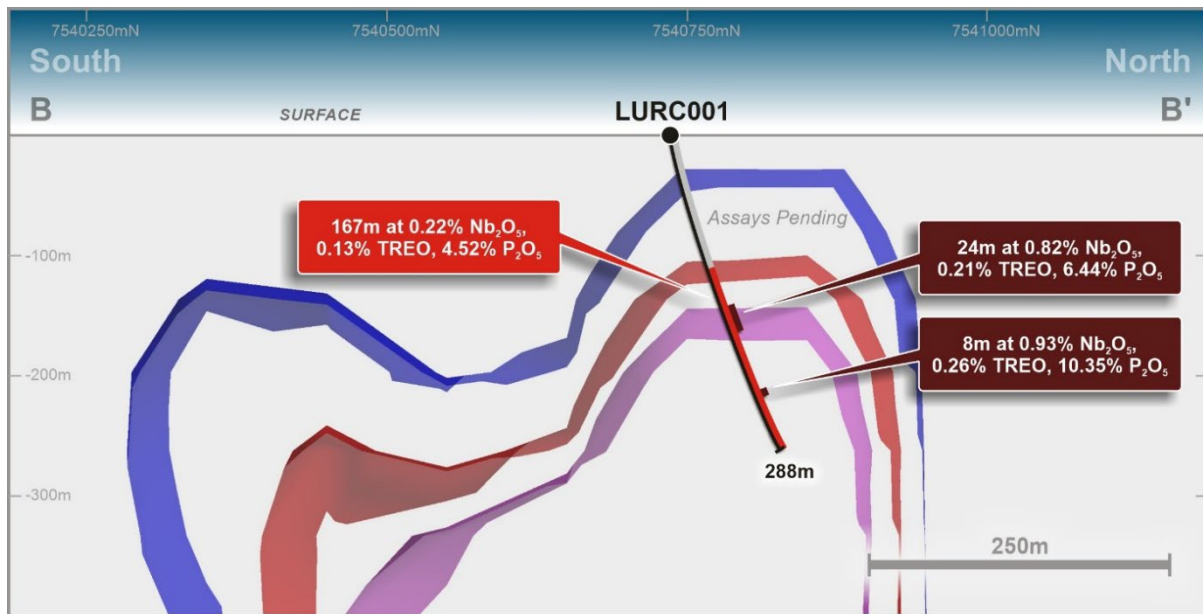 7540250mN 7540500mN 7540750mN 7541000mN
South North
B SURFACE LURC001 B'
167m at 0.22% Nb₂O₅,
0.13% TREO, 4.52% P₂O₅
Assays Pending
24m at 0.82% Nb₂O₅,
0.21% TREO, 6.44% P₂O₅
-100m
8m at 0.93% Nb₂O₅,
0.26% TREO, 10.35% P₂O₅
-200m
288m
-300m
250m